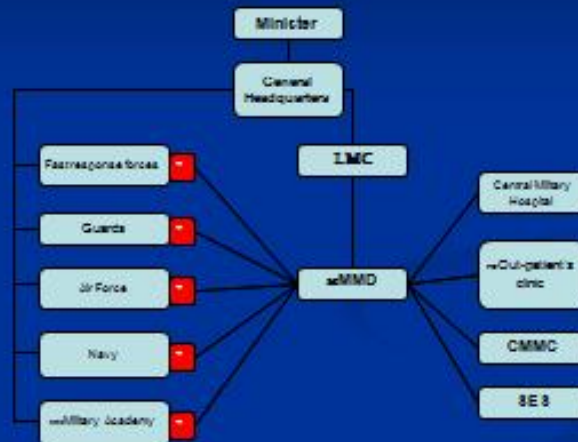 Minister
General
Headquarters
Fast response forces
LMC
Central Military
Hospital
Guards
Out-patient's
clinic
Air Force
MMD
Navy
CMMC
SES
Military Academy